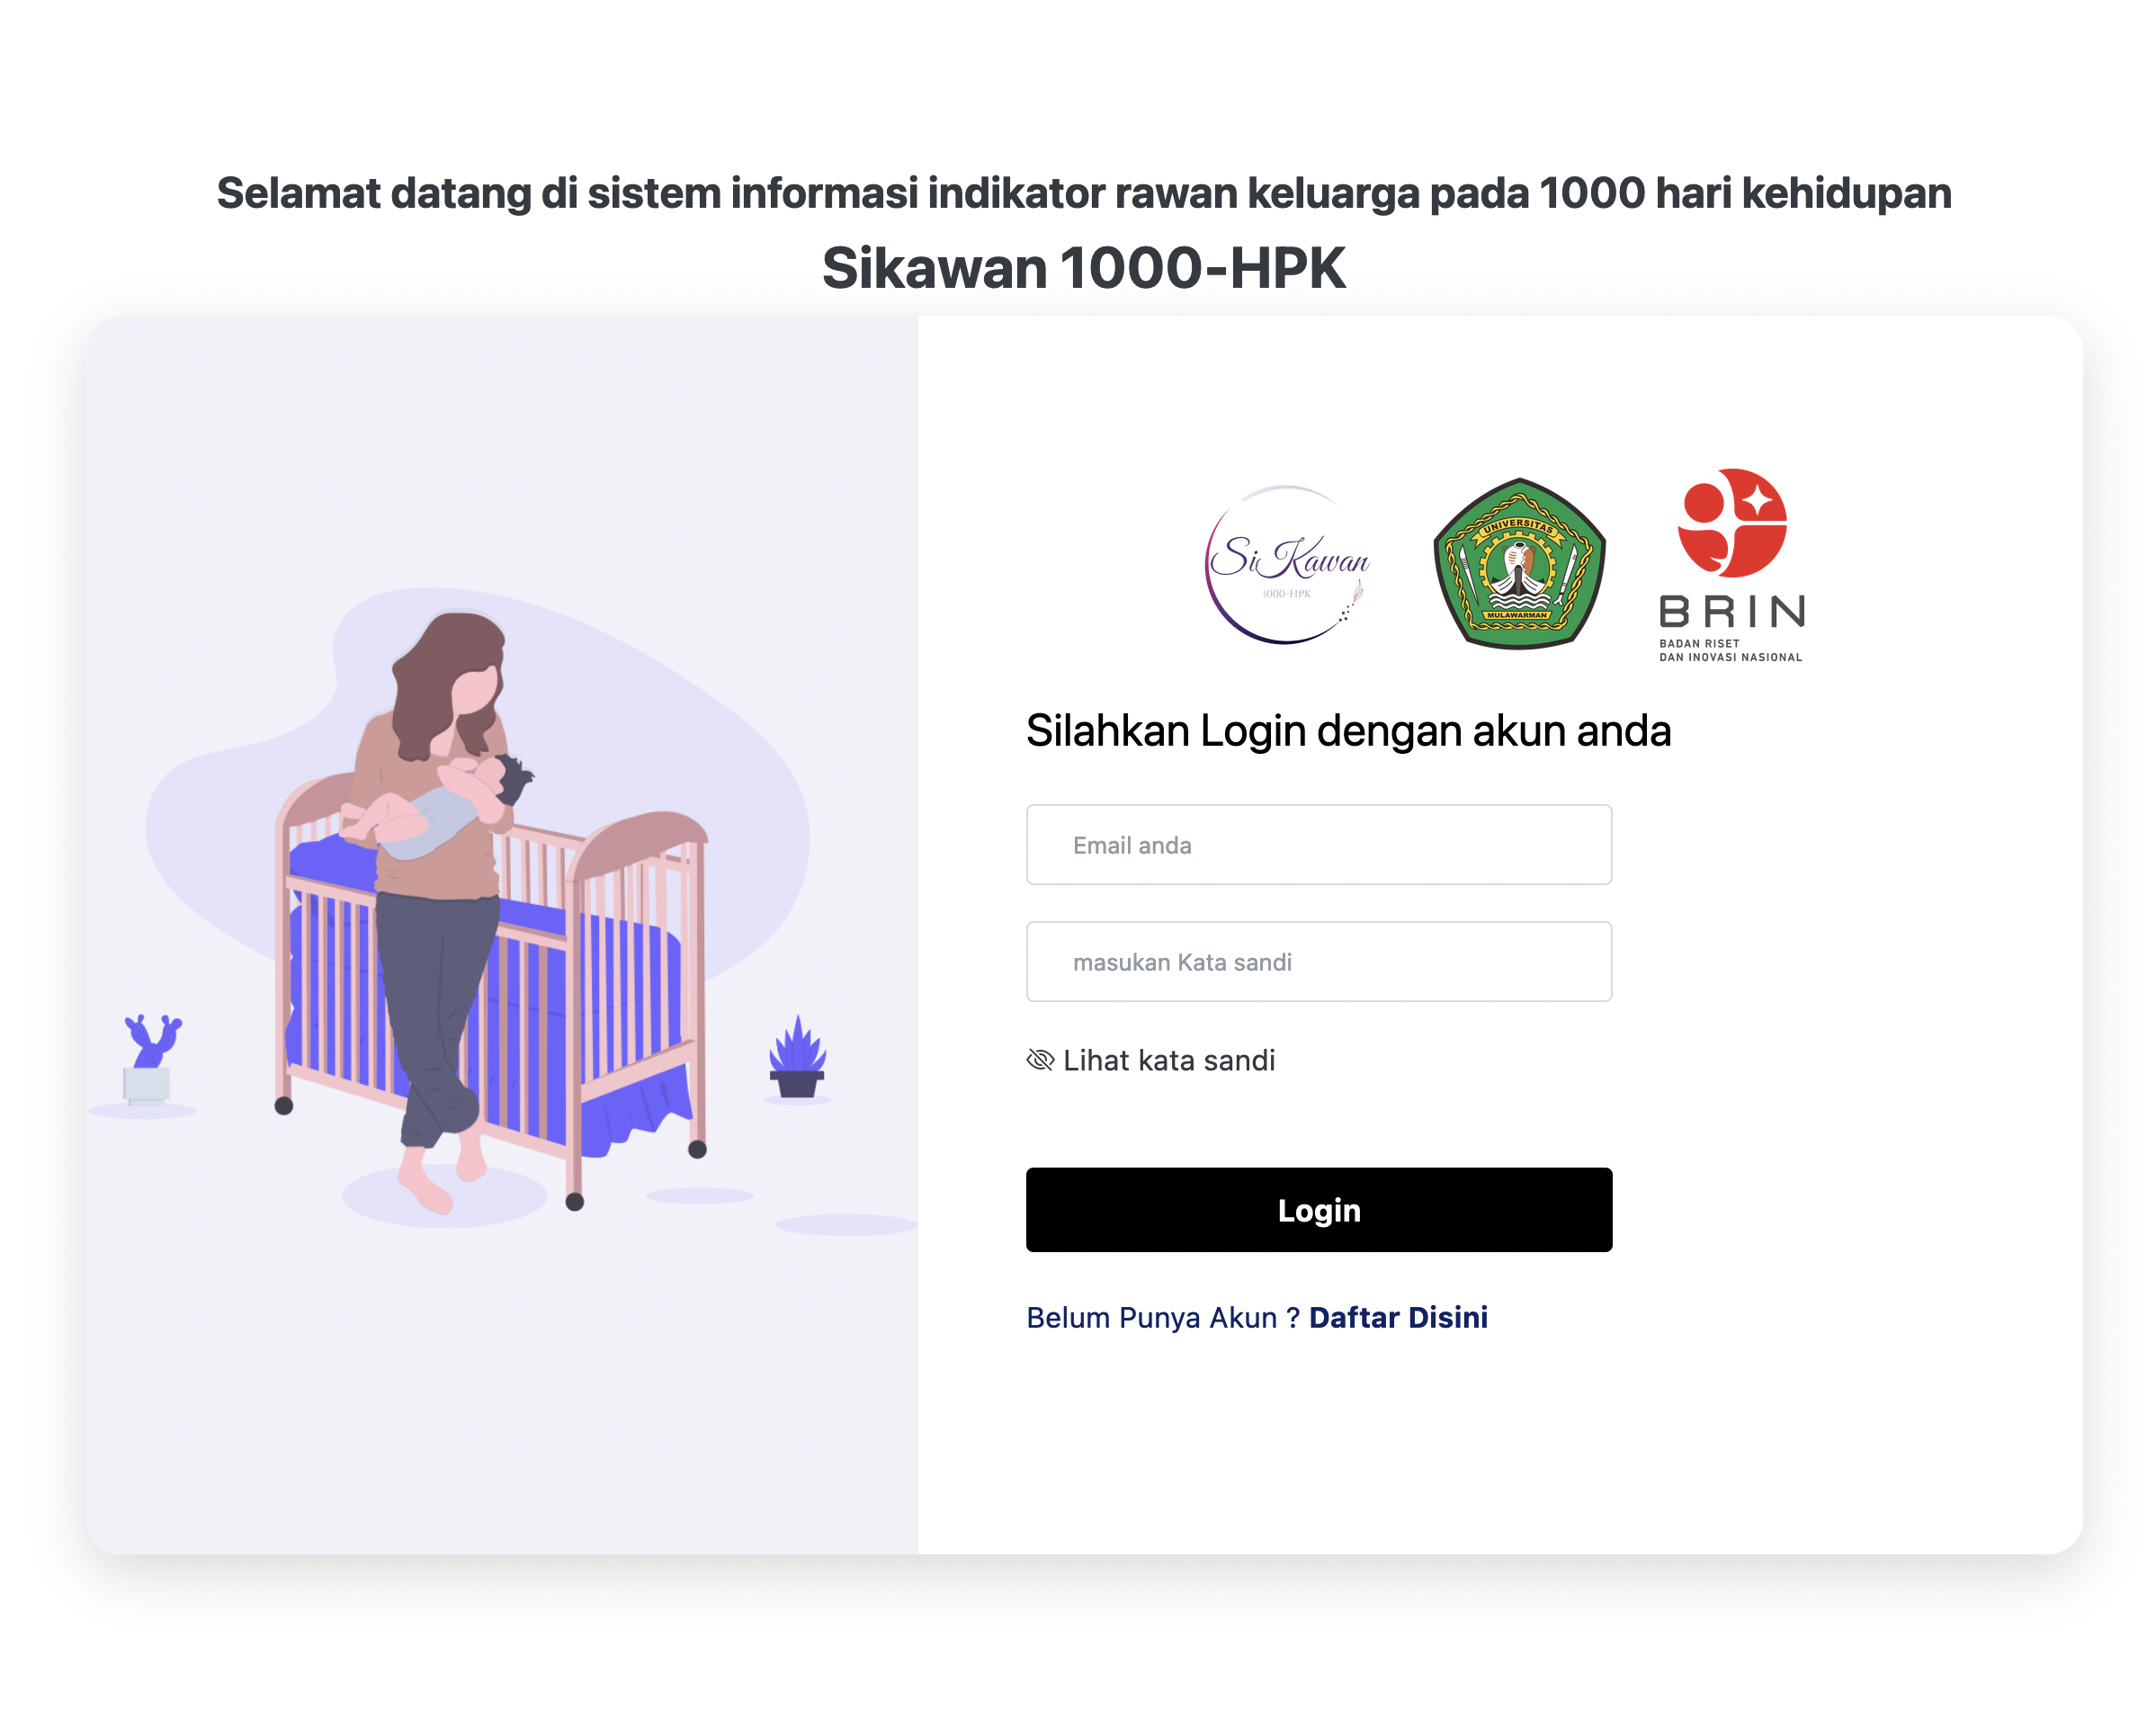 Selamat datang di sistem informasi indikator rawan keluarga pada 1000 hari kehidupan
Sikawan 1000-HPK
SiKawan
1000-HPK
UNIVERSITAS
MULAWARMAN
BRIN
BADAN RISET
DAN INOVASI NASIONAL
Silahkan Login dengan akun anda
Email anda
masukan Kata sandi
Lihat kata sandi
Login
Belum Punya Akun ? Daftar Disini